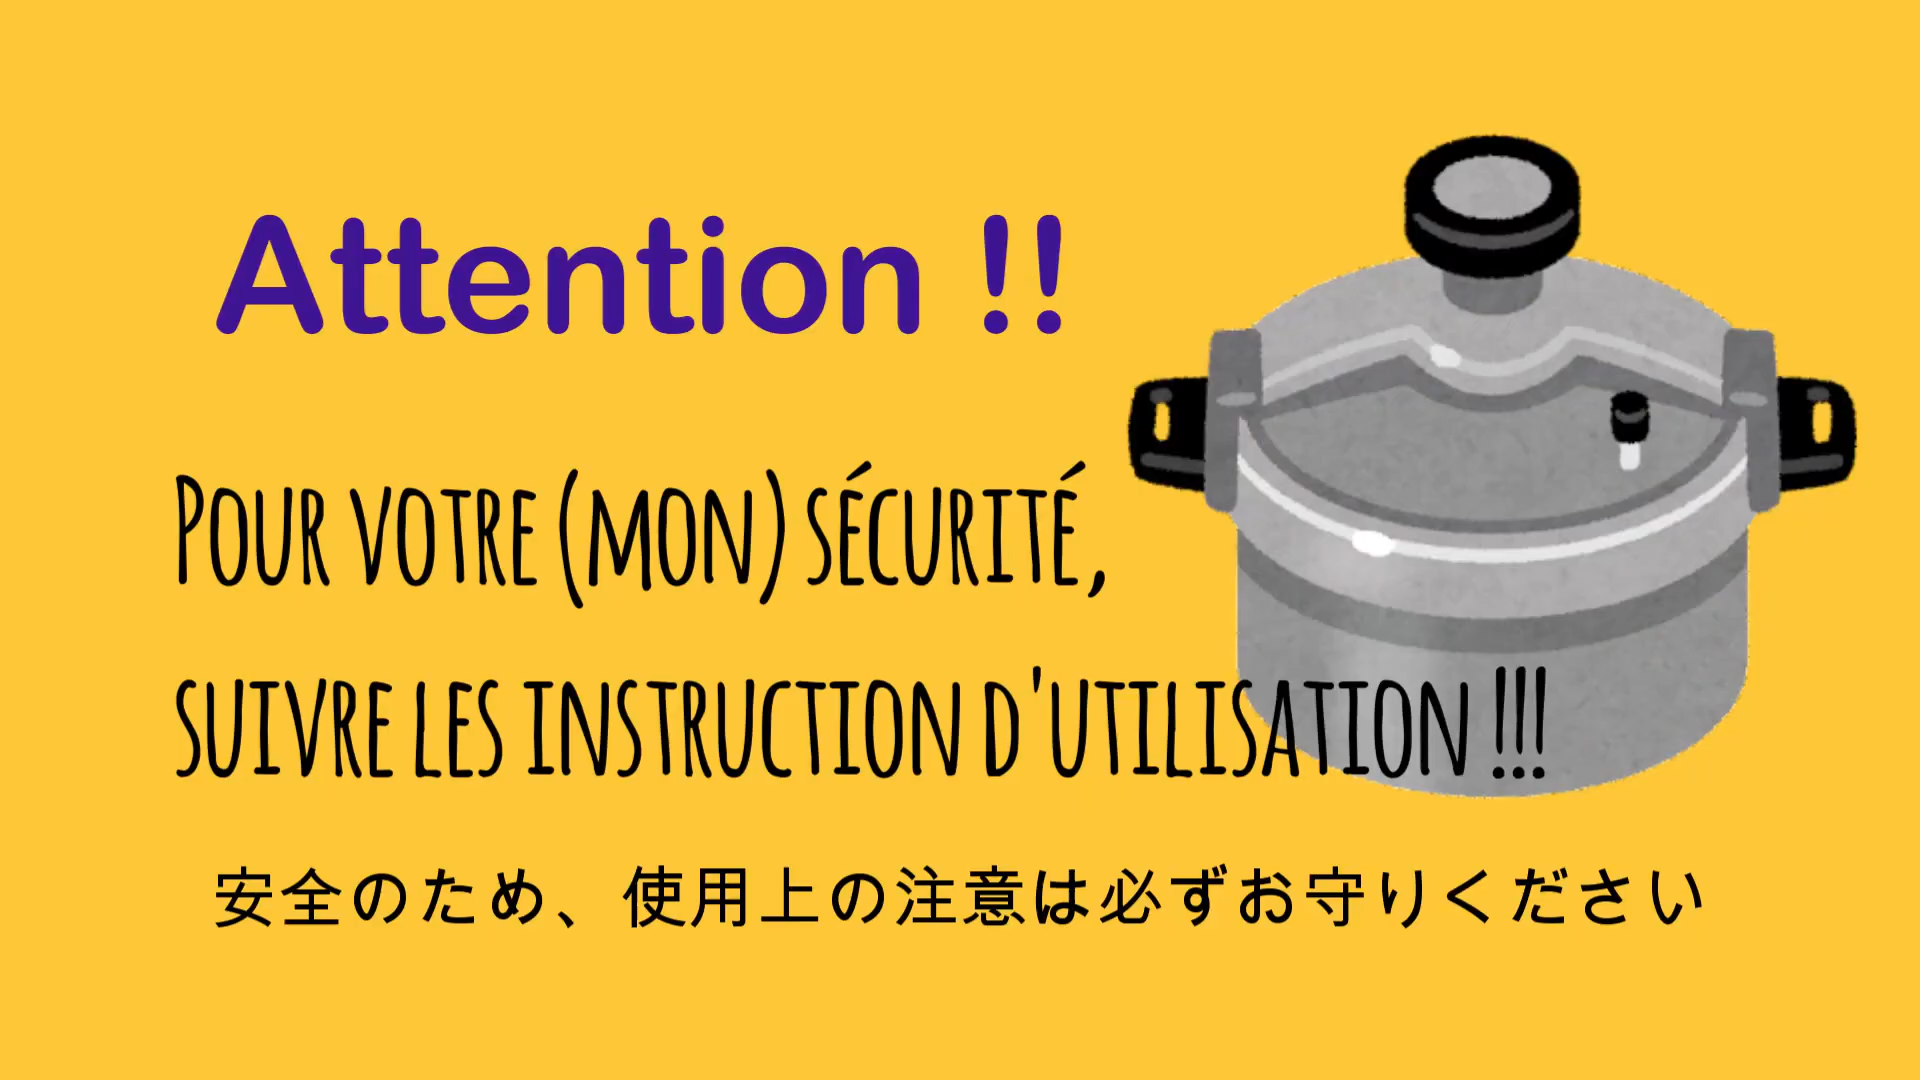 Attention !!
Pour votre (mon) sécurité,
suivre les instruction d'utilisation !!!
安全のため、使用上の注意は必ずお守りください